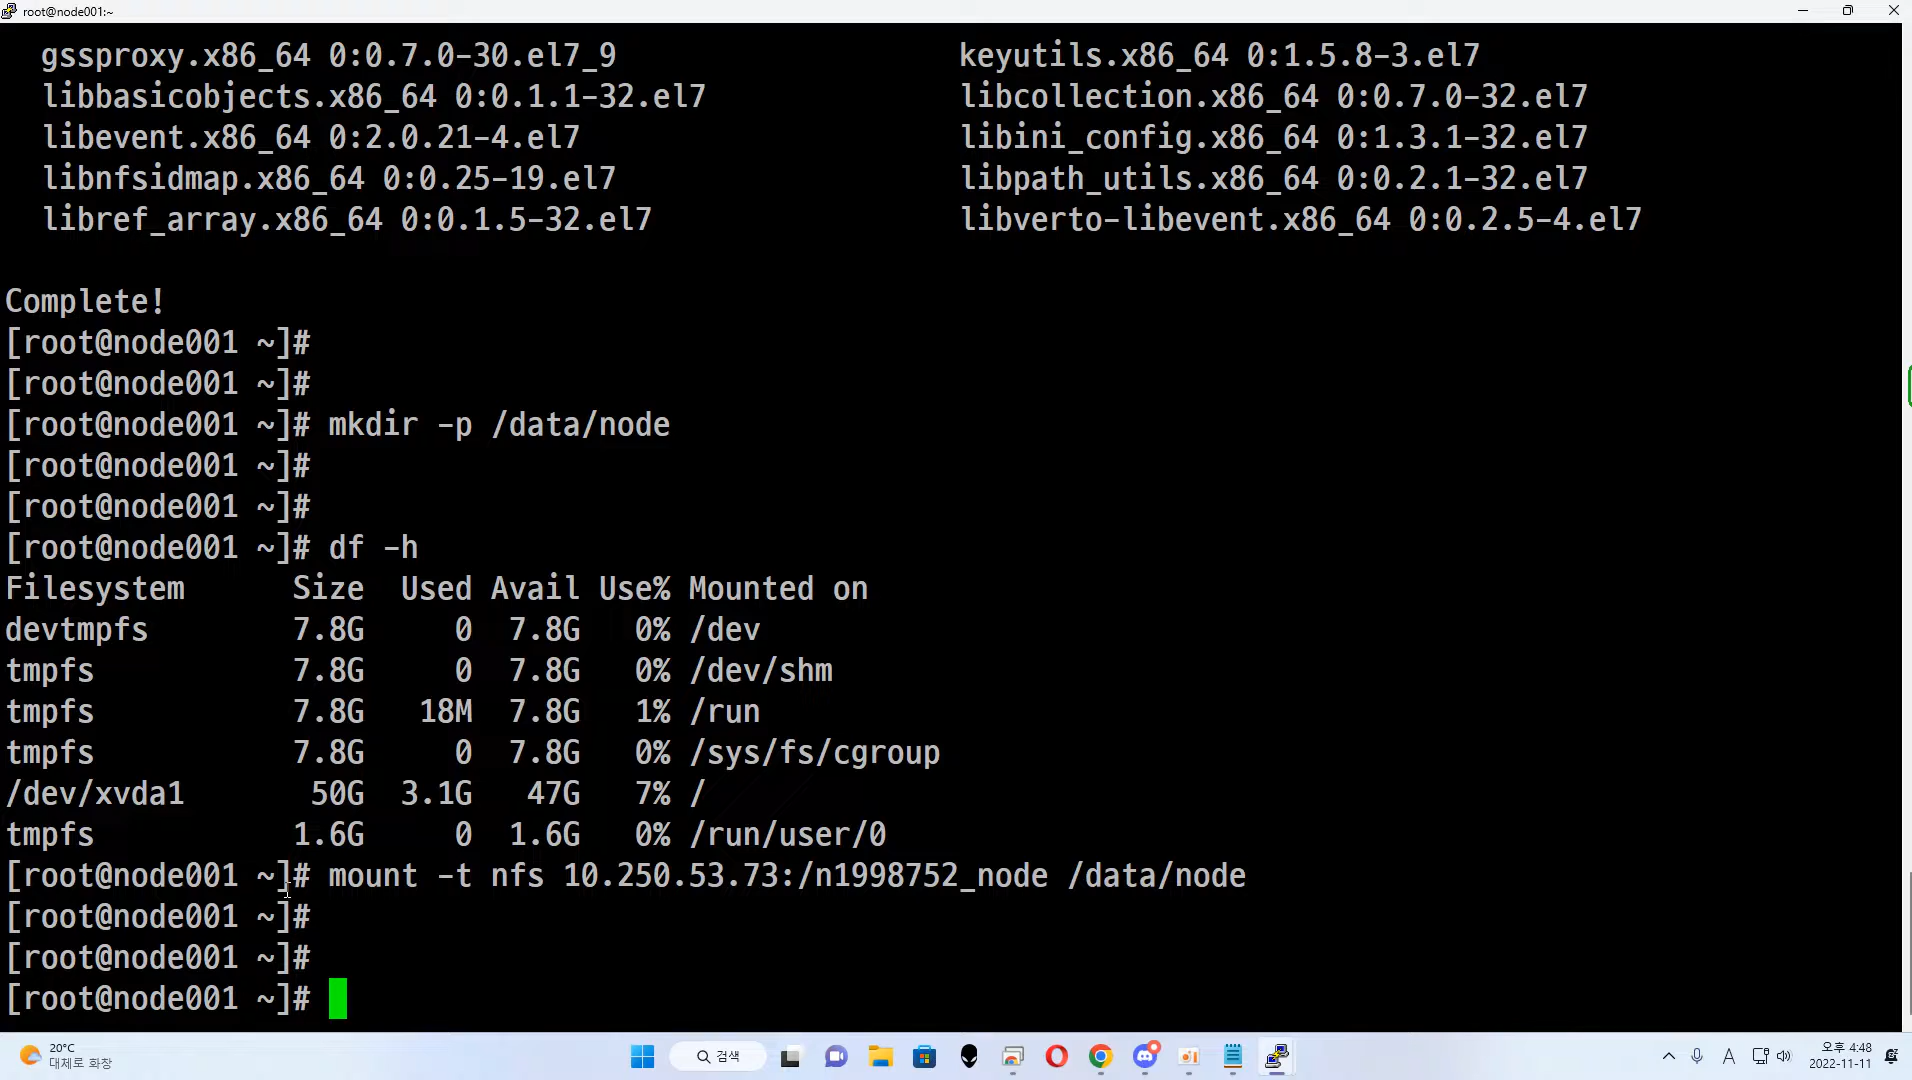 root@node001:~
gssproxy.x86_64 0:0.7.0-30.el7_9 keyutils.x86_64 0:1.5.8-3.el7
libbasicobjects.x86_64 0:0.1.1-32.el7 libcollection.x86_64 0:0.7.0-32.el7
libevent.x86_64 0:2.0.21-4.el7 libini_config.x86_64 0:1.3.1-32.el7
libnfsidmap.x86_64 0:0.25-19.el7 libpath_utils.x86_64 0:0.2.1-32.el7
libref_array.x86_64 0:0.1.5-32.el7 libverto-libevent.x86_64 0:0.2.5-4.el7
Complete!
[root@node001 ~]#
[root@node001 ~]#
[root@node001 ~]# mkdir -p /data/node
[root@node001 ~]#
[root@node001 ~]#
[root@node001 ~]# df -h
Filesystem Size Used Avail Use% Mounted on
devtmpfs 7.8G 0 7.8G 0% /dev
tmpfs 7.8G 0 7.8G 0% /dev/shm
tmpfs 7.8G 18M 7.8G 1% /run
tmpfs 7.8G 0 7.8G 0% /sys/fs/cgroup
/dev/xvda1 50G 3.1G 47G 7% /
tmpfs 1.6G 0 1.6G 0% /run/user/0
[root@node001 ~]# mount -t nfs 10.250.53.73:/n1998752_node /data/node
[root@node001 ~]#
[root@node001 ~]#
[root@node001 ~]#
20°C
대체로 화창
검색
A
오후 4:48
2022-11-11